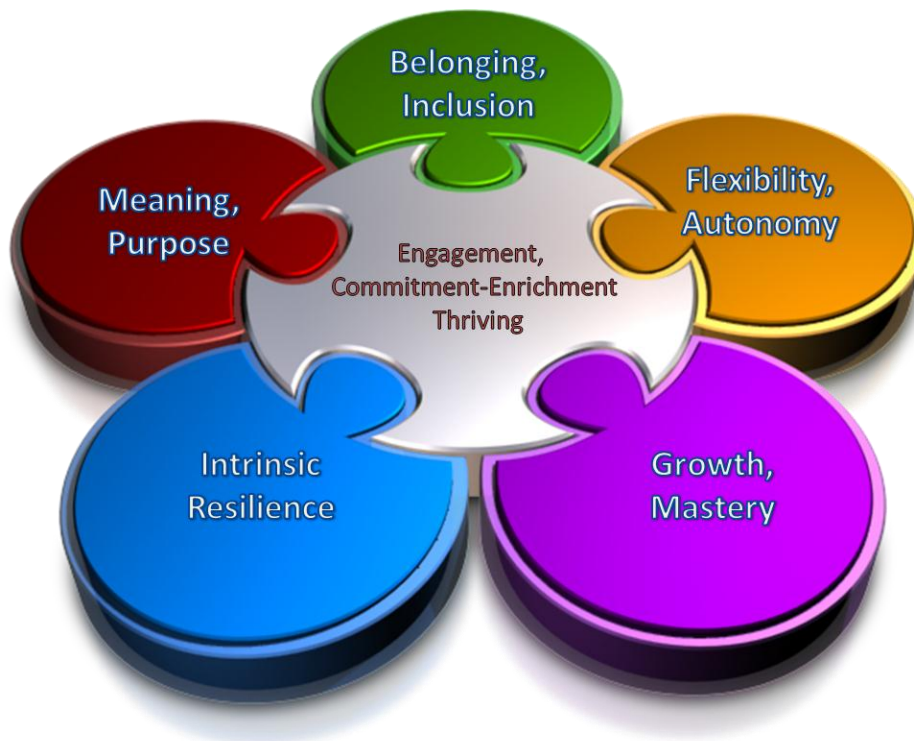 Belonging,
Inclusion
Meaning,
Purpose
Flexibility,
Autonomy
Engagement,
Commitment-Enrichment
Thriving
Intrinsic
Resilience
Growth,
Mastery